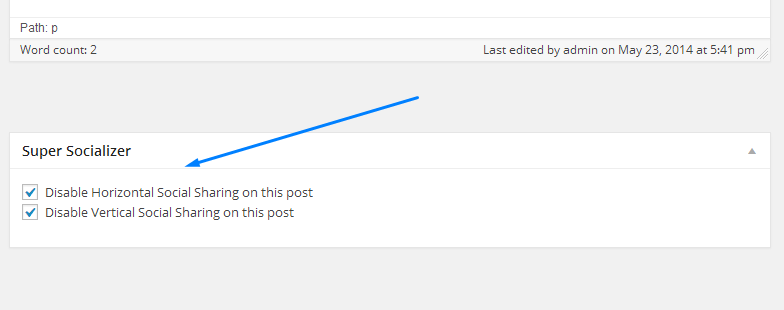 Path: p
Word count: 2
Last edited by admin on May 23, 2014 at 5:41 pm
Super Socializer
Disable Horizontal Social Sharing on this post
Disable Vertical Social Sharing on this post